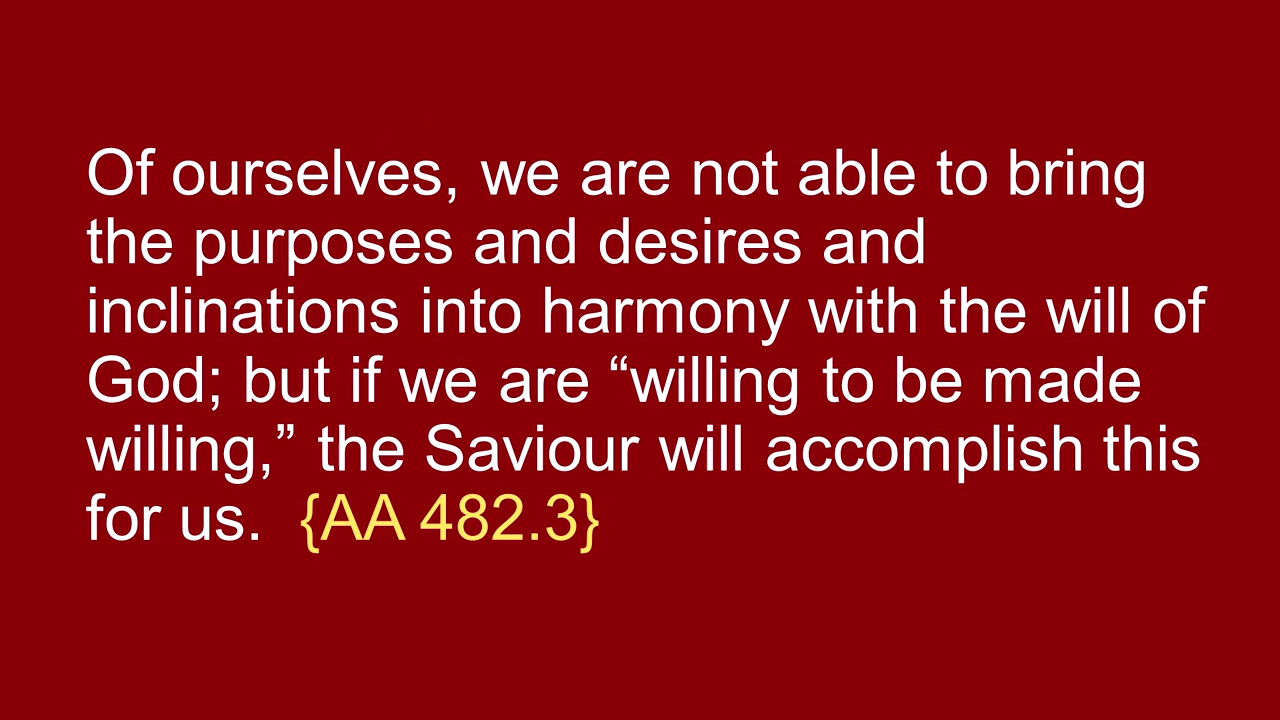 Of ourselves, we are not able to bring
the purposes and desires and
inclinations into harmony with the will of
God; but if we are “willing to be made
willing,” the Saviour will accomplish this
for us.  {AA 482.3}